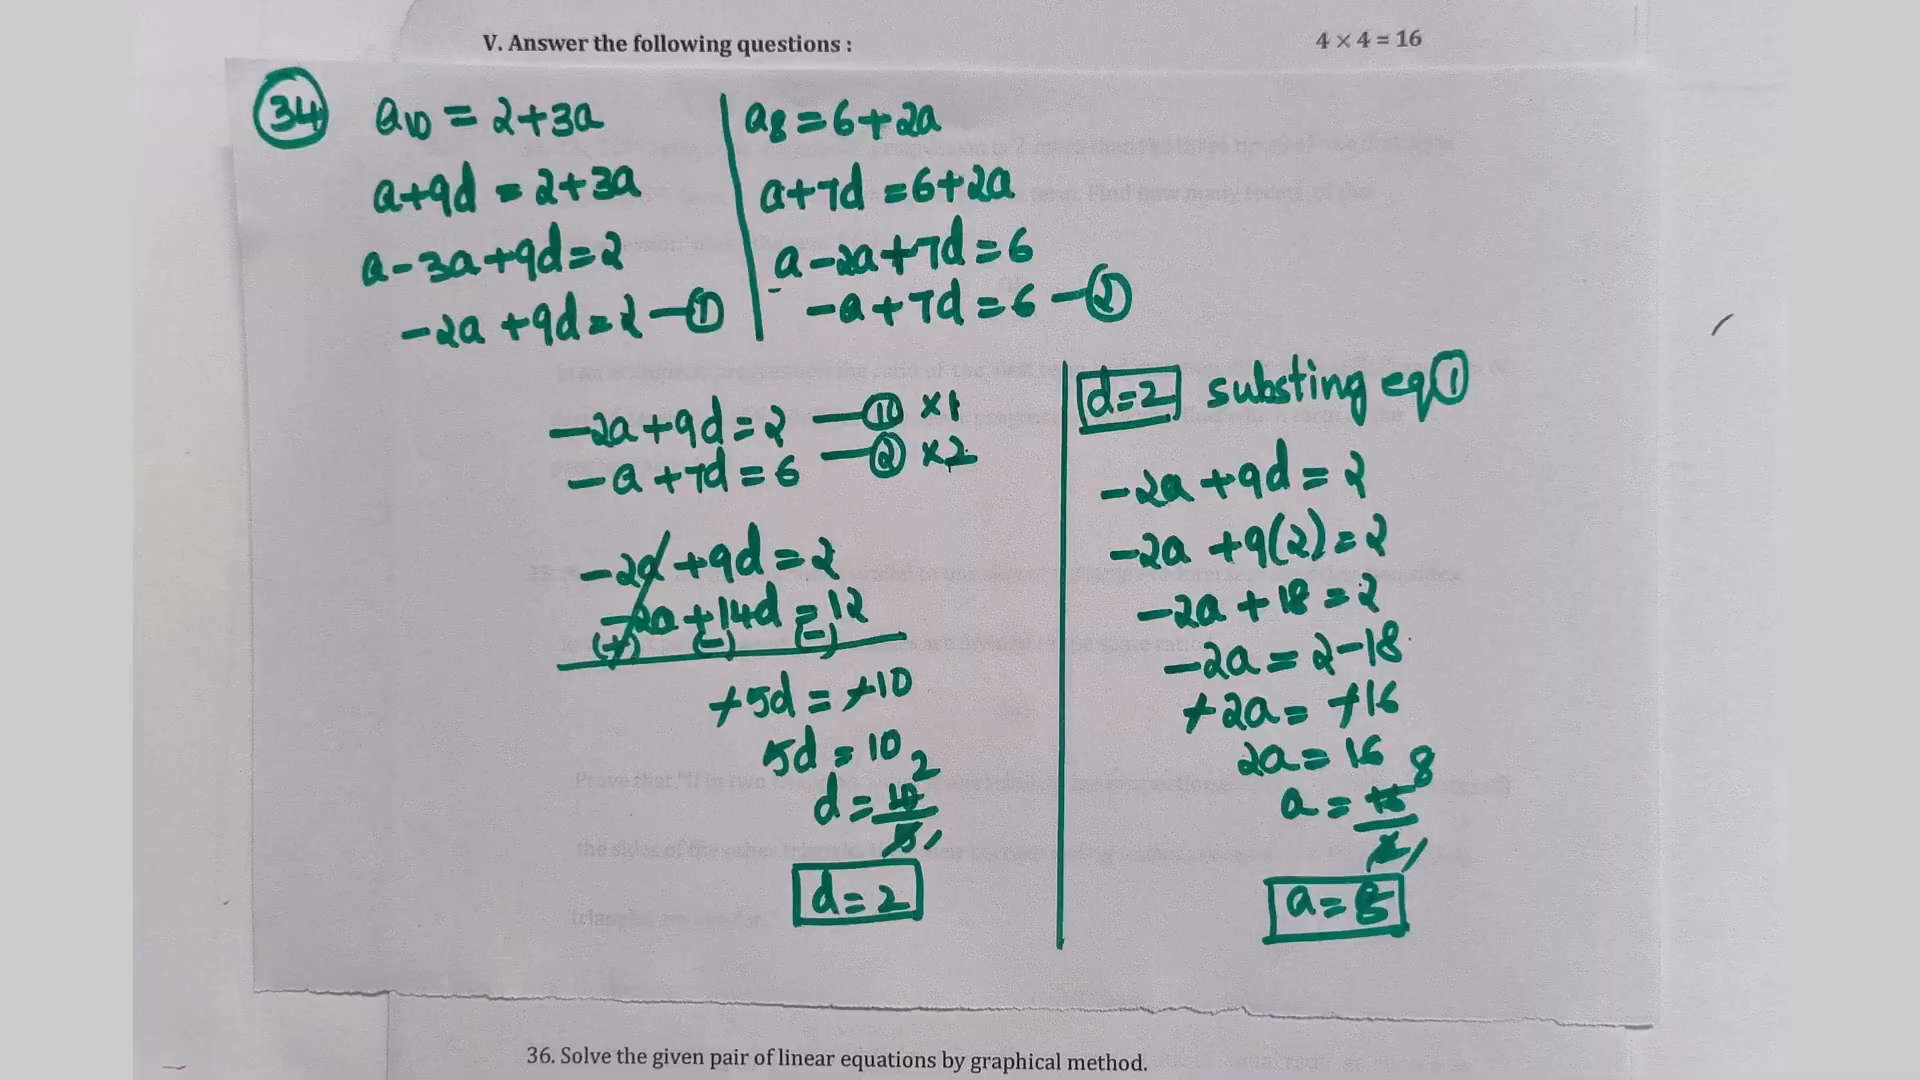 V. Answer the following questions :
4 × 4 = 16
34
a10 = 2+3a
a+9d = 2+3a
a-3a+9d=2
-2a+9d=2 —①
a8=6+2a
a+7d=6+2a
a-2a+7d=6
-a+7d=6 —②
-2a+9d=2 —① ×1
-a+7d=6 —② ×2
-2a+9d=2
-2a+14d=12
(+) (-) (-)
+5d=+10
5d=10
2
d=10/5
d=2
d=2 substing eq①
-2a+9d=2
-2a+9(2)=2
-2a+18=2
-2a=2-18
+2a=+16
2a=16
8
a=16/2
a=8
36. Solve the given pair of linear equations by graphical method.